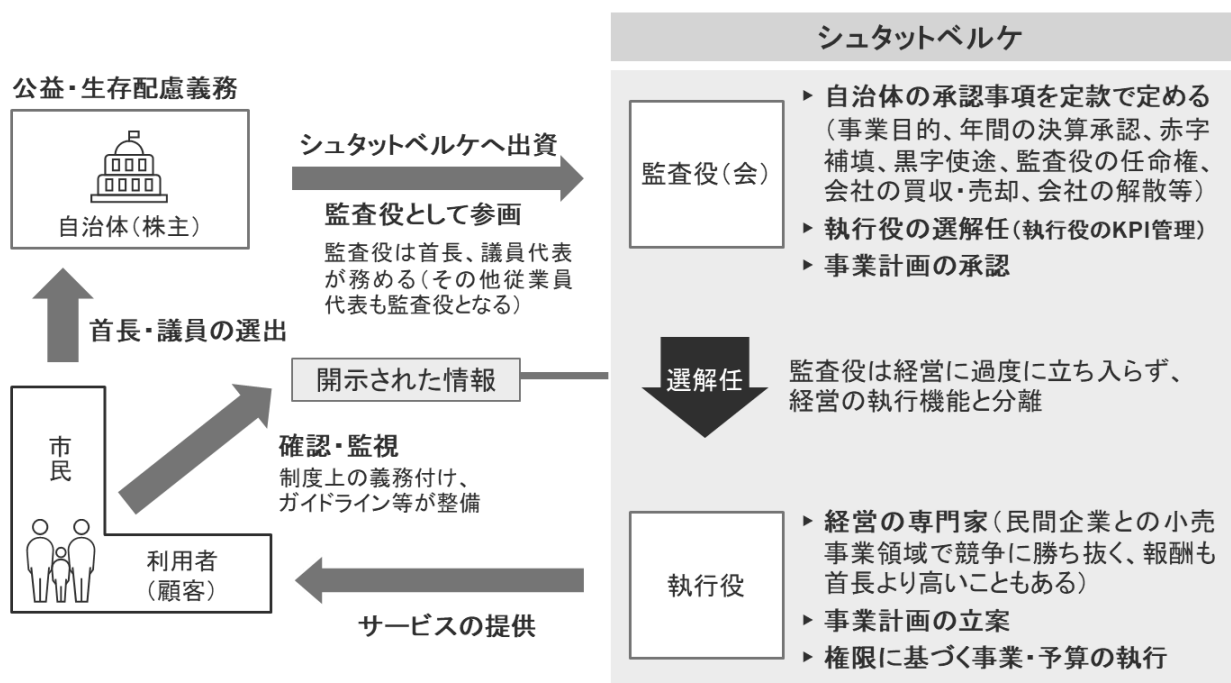 シュタットベルケ
公益・生存配慮義務
自治体(株主)
シュタットベルケへ出資
監査役として参画
監査役は首長、議員代表
が務める(その他従業員
代表も監査役となる)
首長・議員の選出
開示された情報
確認・監視
制度上の義務付け、
ガイドライン等が整備
市民
利用者
(顧客)
サービスの提供
監査役(会)
▶ 自治体の承認事項を定款で定める
(事業目的、年間の決算承認、赤字
補填、黒字使途、監査役の任命権、
会社の買収・売却、会社の解散等)
▶ 執行役の選解任(執行役のKPI管理)
▶ 事業計画の承認
選解任
監査役は経営に過度に立ち入らず、
経営の執行機能と分離
執行役
▶ 経営の専門家(民間企業との小売
事業領域で競争に勝ち抜く、報酬も
首長より高いこともある)
▶ 事業計画の立案
▶ 権限に基づく事業・予算の執行